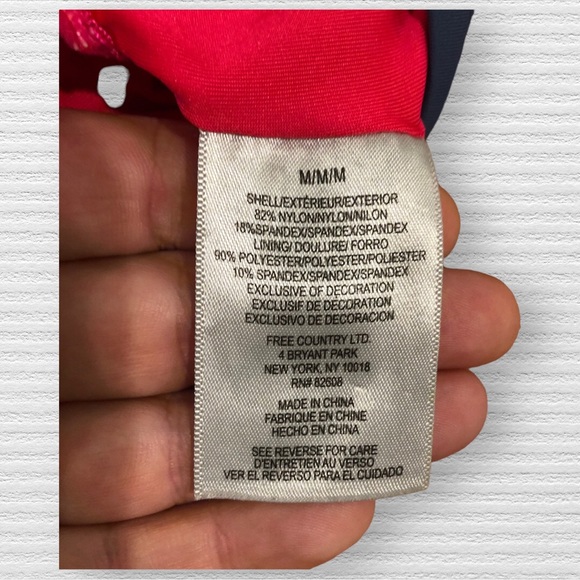 M/M/M
SHELL/EXTÉRIEUR/EXTERIOR
82% NYLON/NYLON/NILON
18%SPANDEX/SPANDEX/SPANDEX
LINING/ DOULURE/ FORRO
90% POLYESTER/POLYESTER/POLIESTER
10% SPANDEX/SPANDEX/SPANDEX
EXCLUSIVE OF DECORATION
EXCLUSIF DE DECORATION
EXCLUSIVO DE DECORACION
FREE COUNTRY LTD.
4 BRYANT PARK
NEW YORK, NY 10018
RN# 82608
MADE IN CHINA
FABRIQUE EN CHINE
HECHO EN CHINA
SEE REVERSE FOR CARE
D'ENTRETIEN AU VERSO
VER EL REVERSO PARA EL CUIDADO